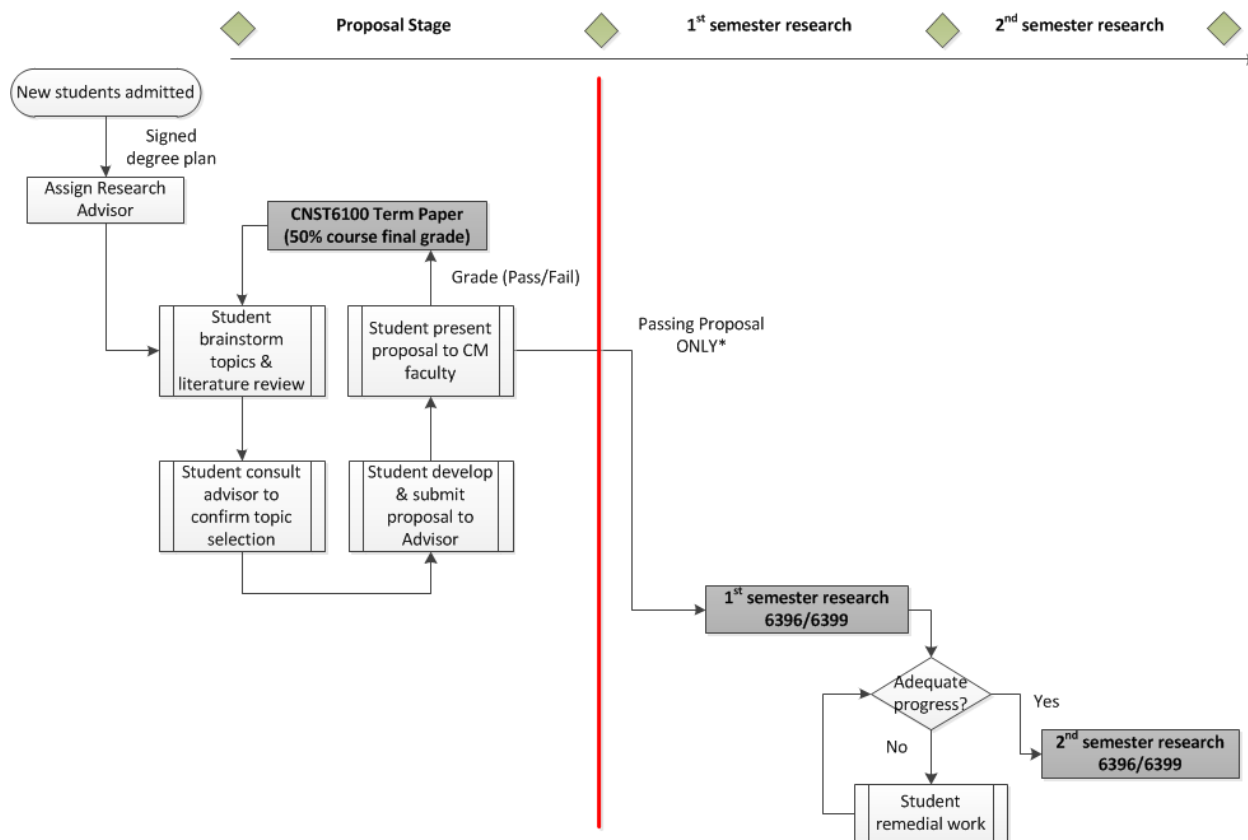 Proposal Stage
1st semester research
2nd semester research
New students admitted
Signed
degree plan
Assign Research
Advisor
CNST6100 Term Paper
(50% course final grade)
Grade (Pass/Fail)
Student
brainstorm
topics &
literature review
Student present
proposal to CM
faculty
Passing Proposal
ONLY*
Student consult
advisor to
confirm topic
selection
Student develop
& submit
proposal to
Advisor
1st semester research
6396/6399
Adequate
progress?
Yes
No
2nd semester research
6396/6399
Student
remedial work